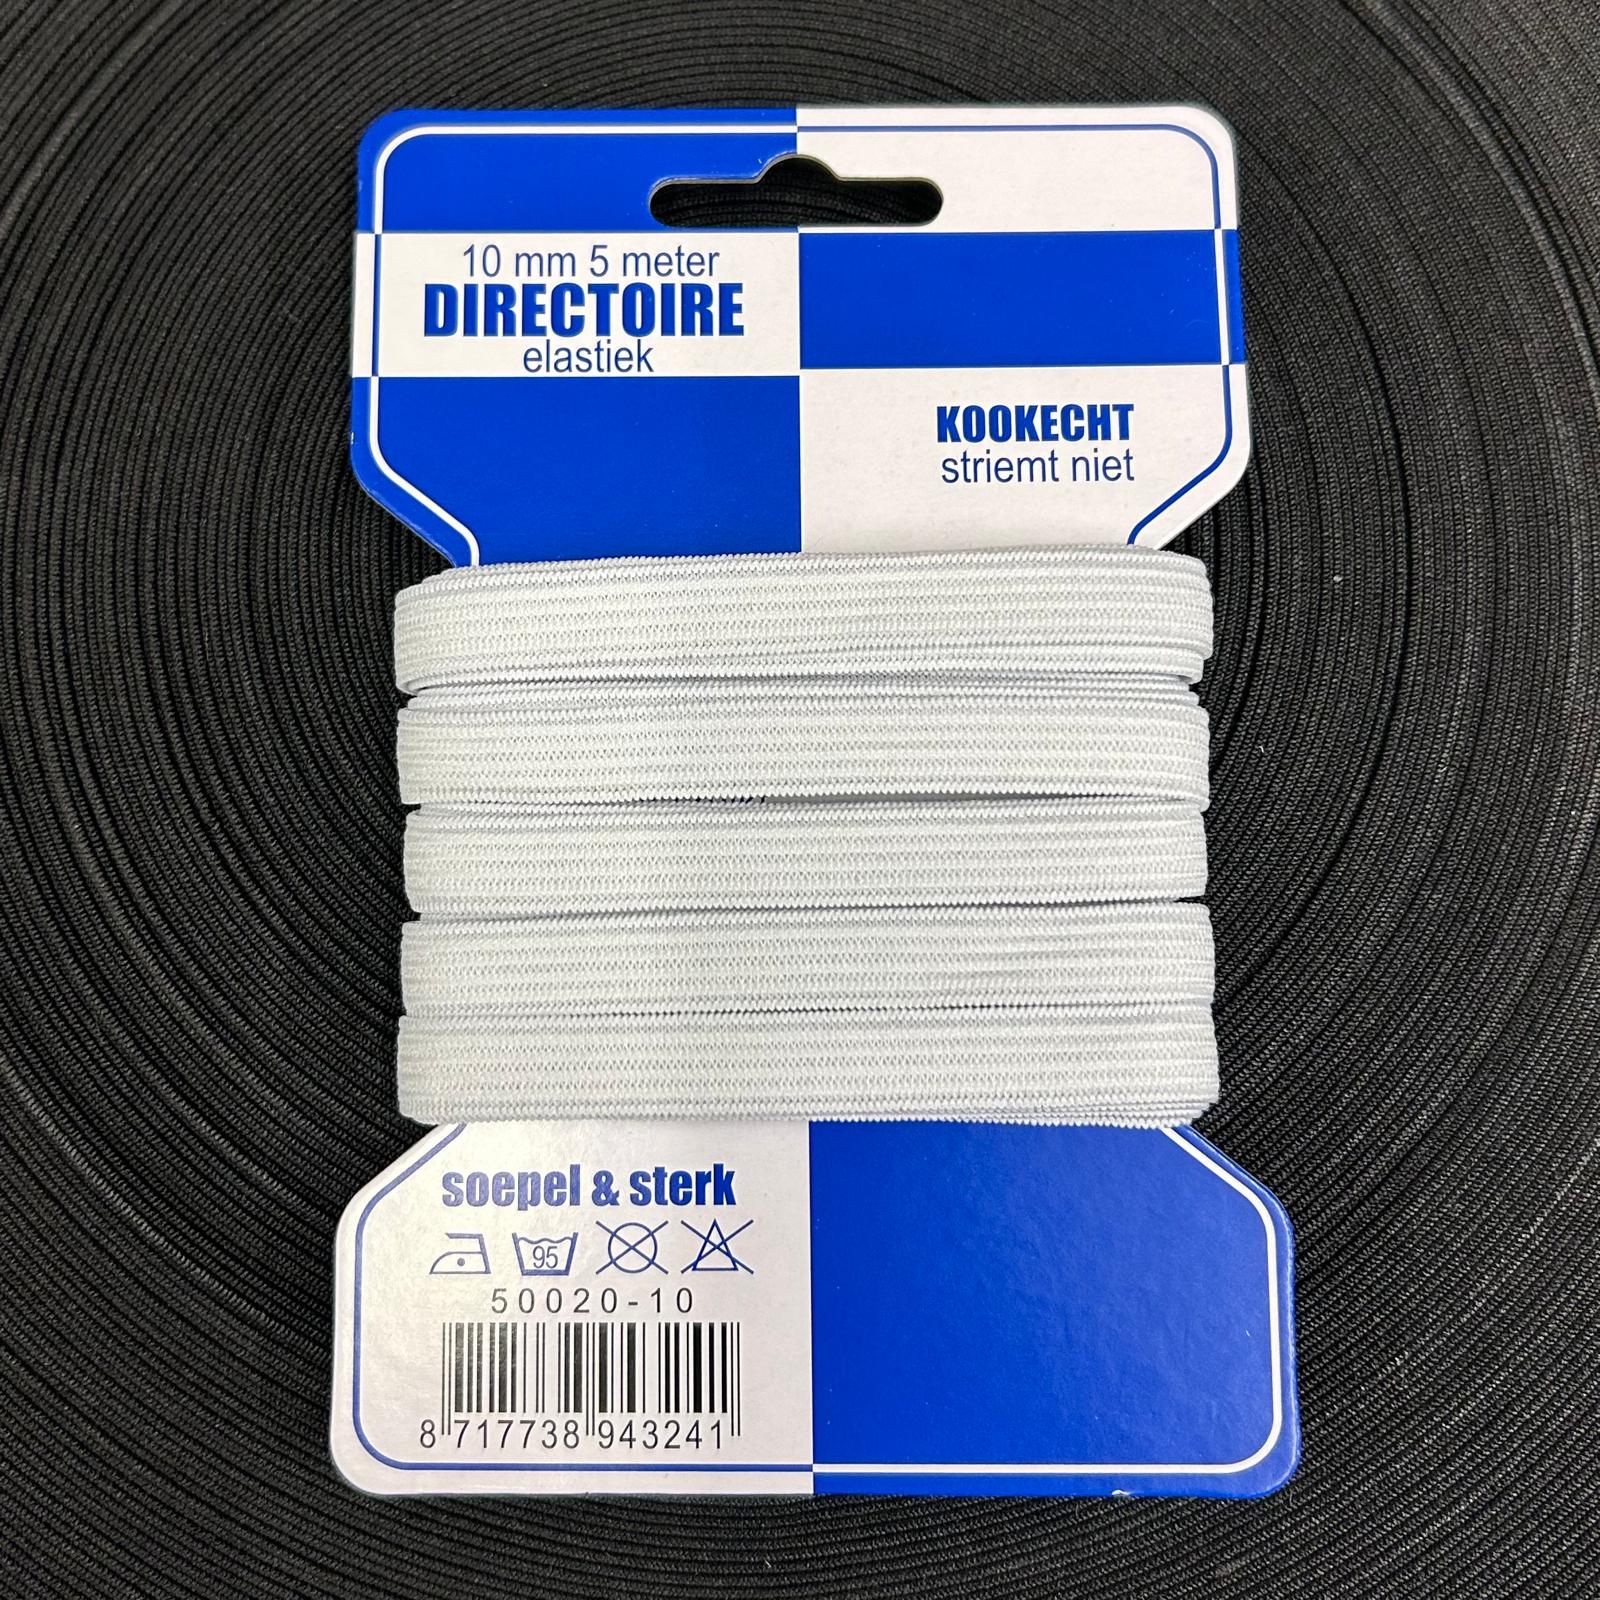 10 mm 5 meter
DIRECTOIRE
elastiek
KOOKECHT
striemt niet
soepel & sterk
95
50020-10
8 717738 943241